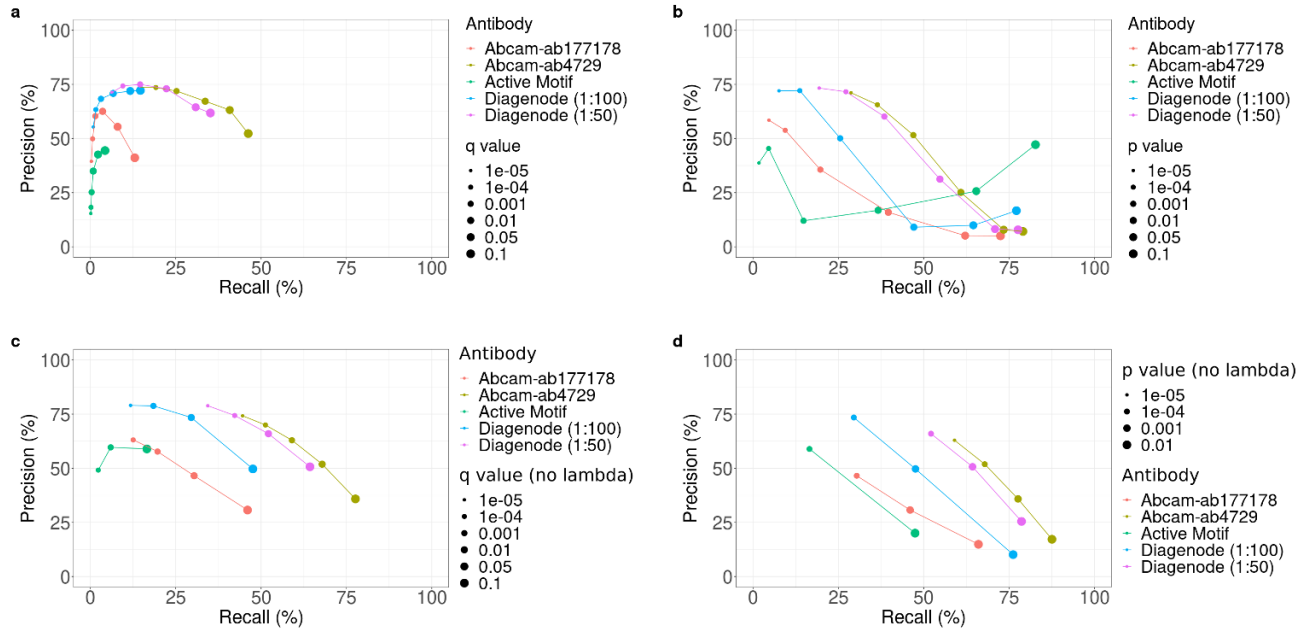 a
100
75
50
25
0
Precision (%)
0 25 50 75 100
Recall (%)
Antibody
Abcam-ab177178
Abcam-ab4729
Active Motif
Diagenode (1:100)
Diagenode (1:50)
q value
1e-05
1e-04
0.001
0.01
0.05
0.1
b
100
75
50
25
0
Precision (%)
0 25 50 75 100
Recall (%)
Antibody
Abcam-ab177178
Abcam-ab4729
Active Motif
Diagenode (1:100)
Diagenode (1:50)
p value
1e-05
1e-04
0.001
0.01
0.05
0.1
c
100
75
50
25
0
Precision (%)
0 25 50 75 100
Recall (%)
Antibody
Abcam-ab177178
Abcam-ab4729
Active Motif
Diagenode (1:100)
Diagenode (1:50)
q value (no lambda)
1e-05
1e-04
0.001
0.01
0.05
0.1
d
100
75
50
25
0
Precision (%)
0 25 50 75 100
Recall (%)
p value (no lambda)
1e-05
1e-04
0.001
0.01
Antibody
Abcam-ab177178
Abcam-ab4729
Active Motif
Diagenode (1:100)
Diagenode (1:50)